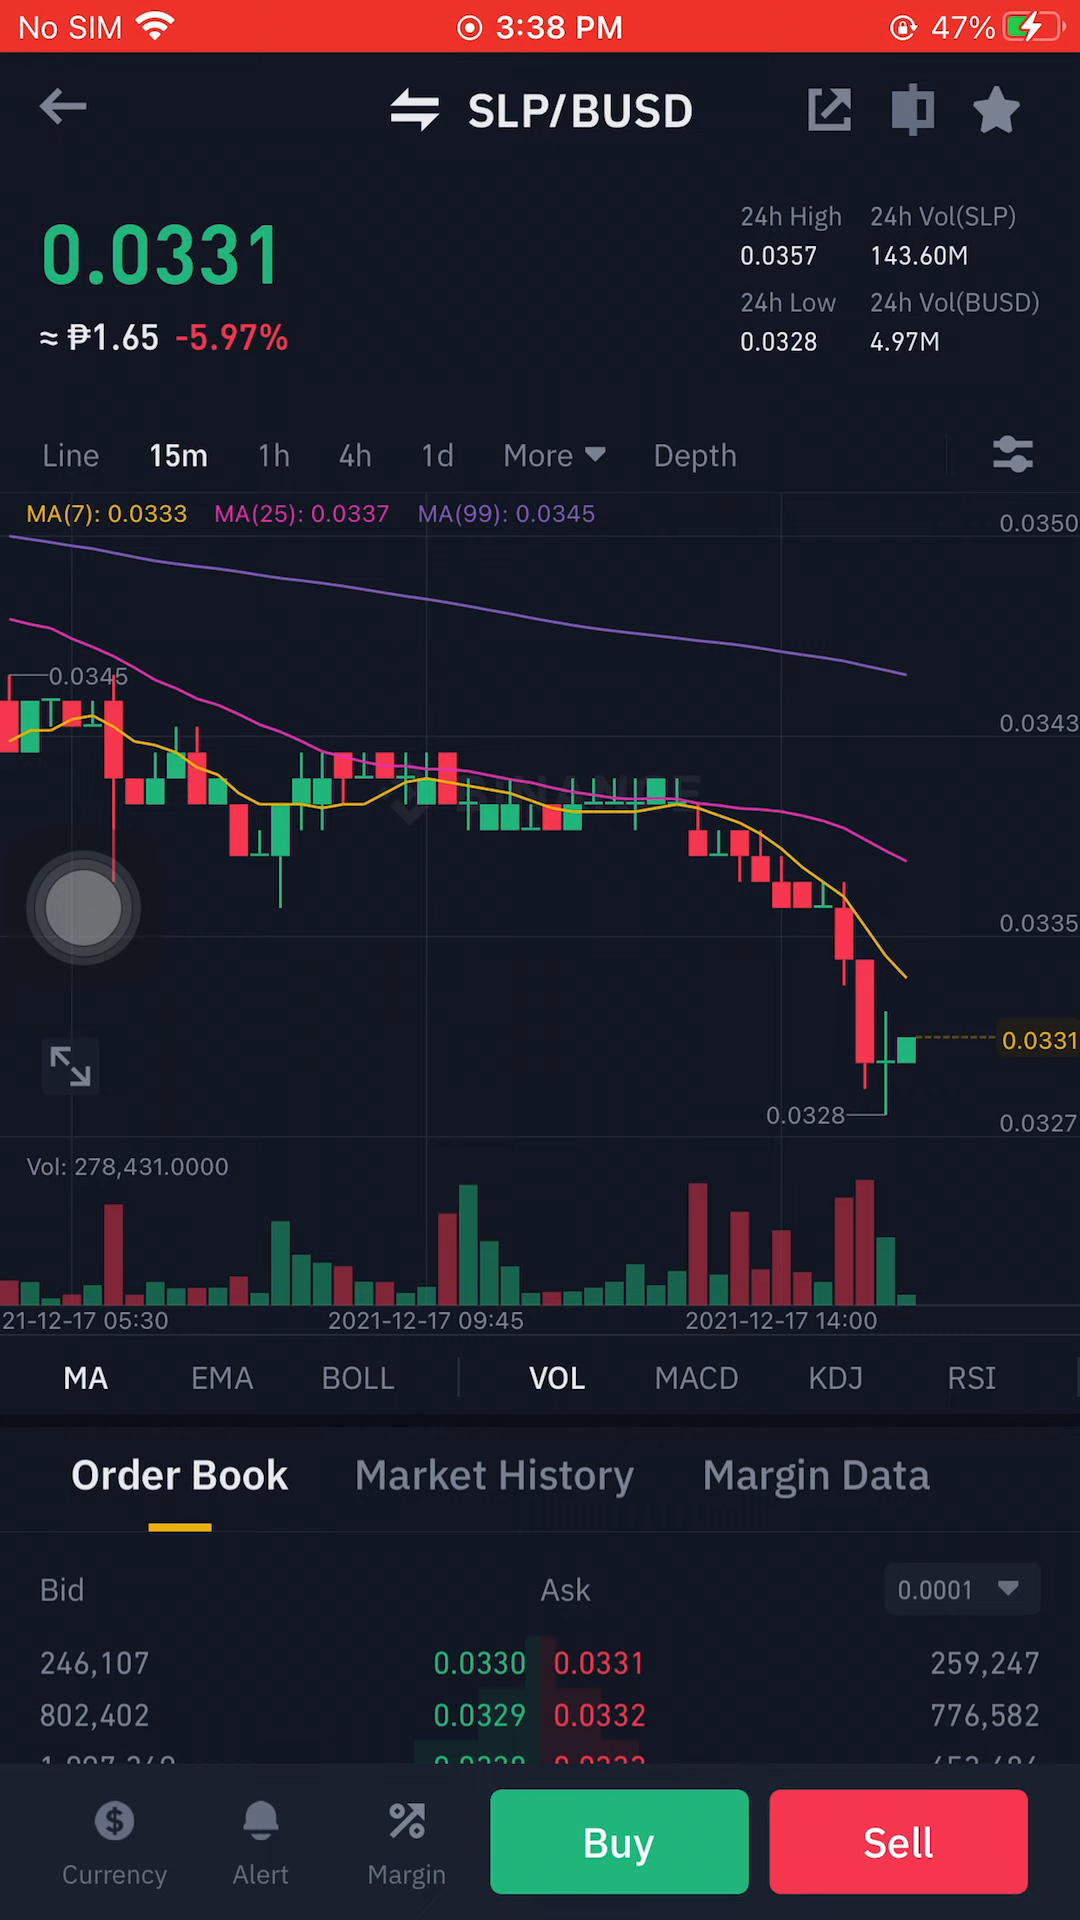 No SIM 3:38 PM 47%
SLP/BUSD
0.0331
≈ ₱1.65 -5.97%
24h High 24h Vol(SLP)
0.0357 143.60M
24h Low 24h Vol(BUSD)
0.0328 4.97M
Line 15m 1h 4h 1d More Depth
MA(7): 0.0333 MA(25): 0.0337 MA(99): 0.0345
0.0350
0.0345
0.0343
BINANCE
0.0335
0.0331
0.0328
0.0327
Vol: 278,431.0000
21-12-17 05:30 2021-12-17 09:45 2021-12-17 14:00
MA EMA BOLL VOL MACD KDJ RSI
Order Book Market History Margin Data
Bid Ask 0.0001
246,107 0.0330 0.0331 259,247
802,402 0.0329 0.0332 776,582
Currency Alert Margin Buy Sell